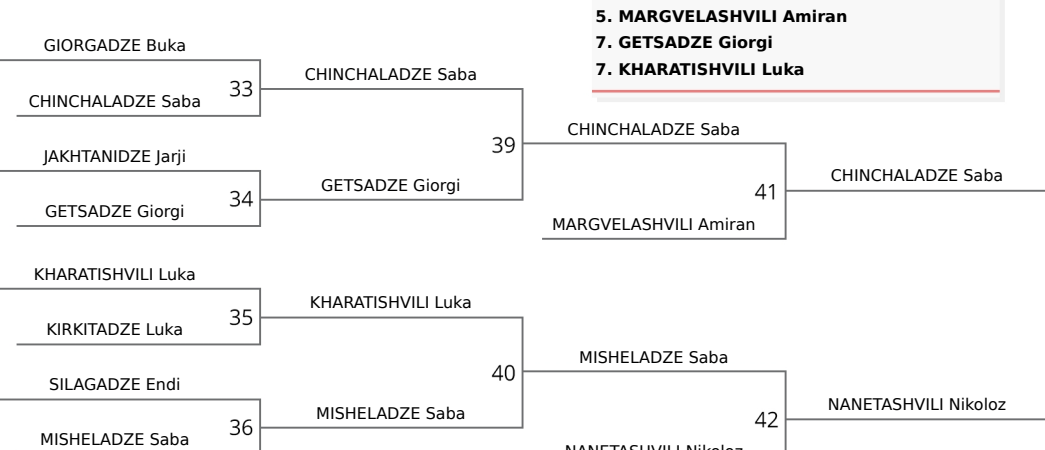 5. MARGVELASHVILI Amiran
7. GETSADZE Giorgi
7. KHARATISHVILI Luka
GIORGADZE Buka
CHINCHALADZE Saba
33
CHINCHALADZE Saba
JAKHTANIDZE Jarji
GETSADZE Giorgi
34
GETSADZE Giorgi
39
CHINCHALADZE Saba
MARGVELASHVILI Amiran
41
CHINCHALADZE Saba
KHARATISHVILI Luka
KIRKITADZE Luka
35
KHARATISHVILI Luka
SILAGADZE Endi
MISHELADZE Saba
36
MISHELADZE Saba
40
MISHELADZE Saba
NANETASHVILI Nikoloz
42
NANETASHVILI Nikoloz